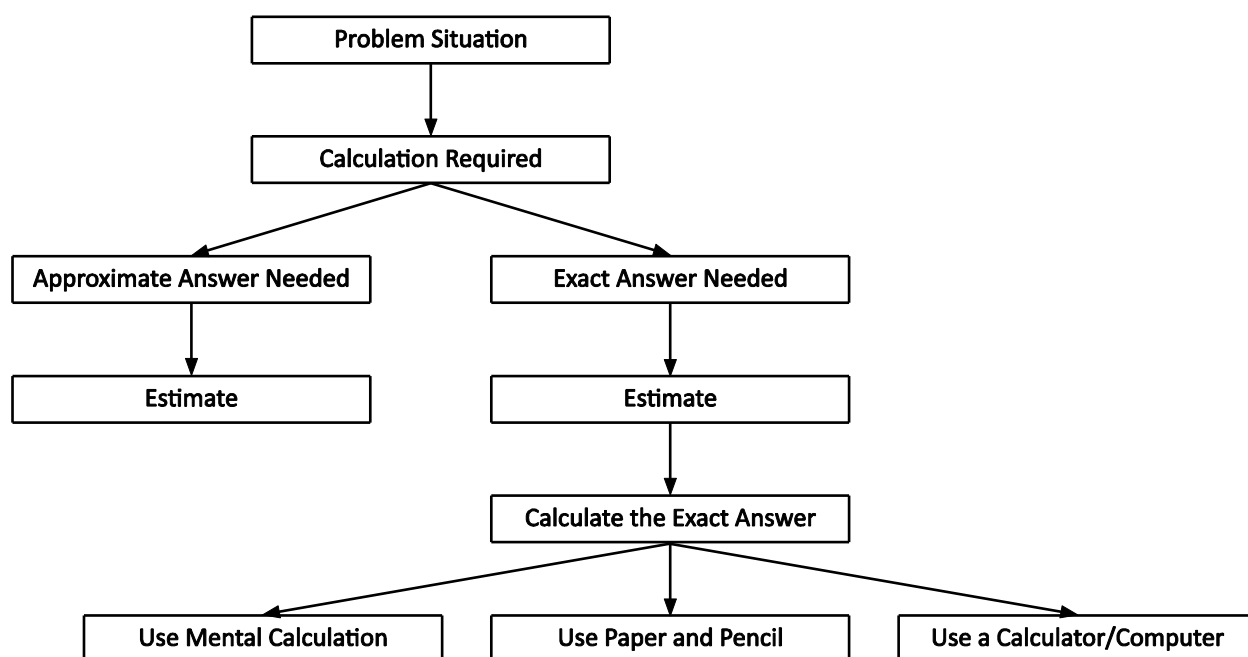 Problem Situation
Calculation Required
Approximate Answer Needed
Exact Answer Needed
Estimate
Estimate
Calculate the Exact Answer
Use Mental Calculation
Use Paper and Pencil
Use a Calculator/Computer